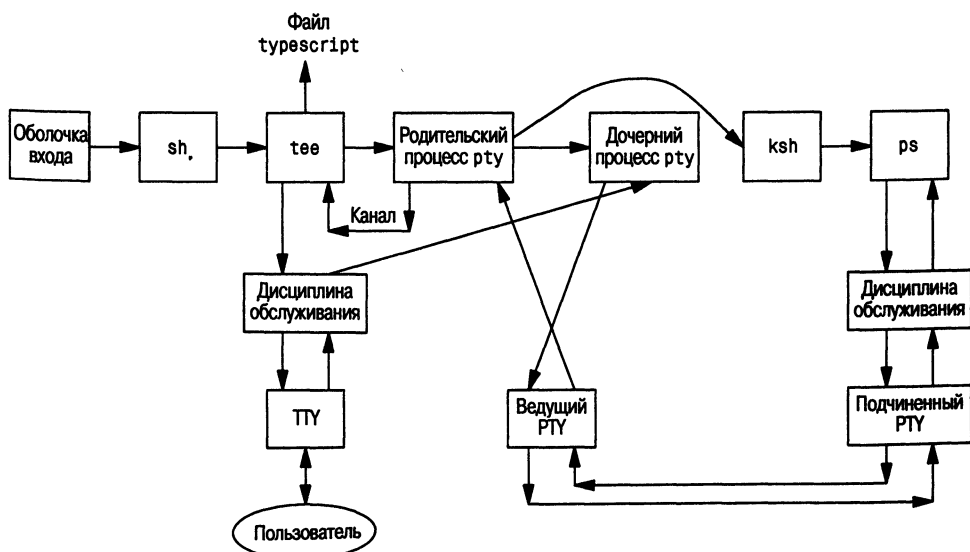 Файл
typescript
Оболочка
входа
sh
tee
Родительский
процесс pty
Дочерний
процесс pty
ksh
ps
Канал
Дисциплина
обслуживания
Дисциплина
обслуживания
TTY
Ведущий
PTY
Подчиненный
PTY
Пользователь